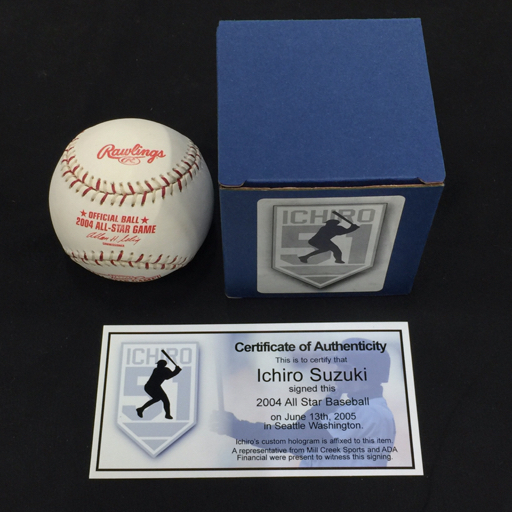 Rawlings
★ OFFICIAL BALL ★
2004 ALL-STAR GAME
ICHIRO
51
ICHIRO
51
Certificate of Authenticity
This is to certify that
Ichiro Suzuki
signed this
2004 All Star Baseball
on June 13th, 2005
in Seattle Washington.
Ichiro's custom hologram is affixed to this item.
A representative from Mill Creek Sports and ADA
Financial were present to witness this signing.